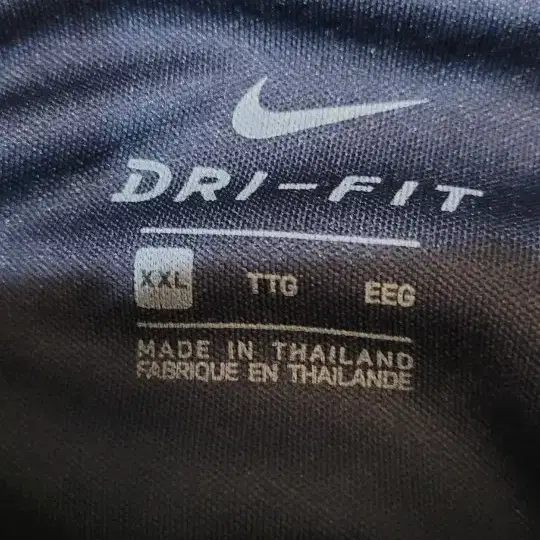 DRI-FIT
XXL TTG EEG
MADE IN THAILAND
FABRIQUE EN THAILANDE